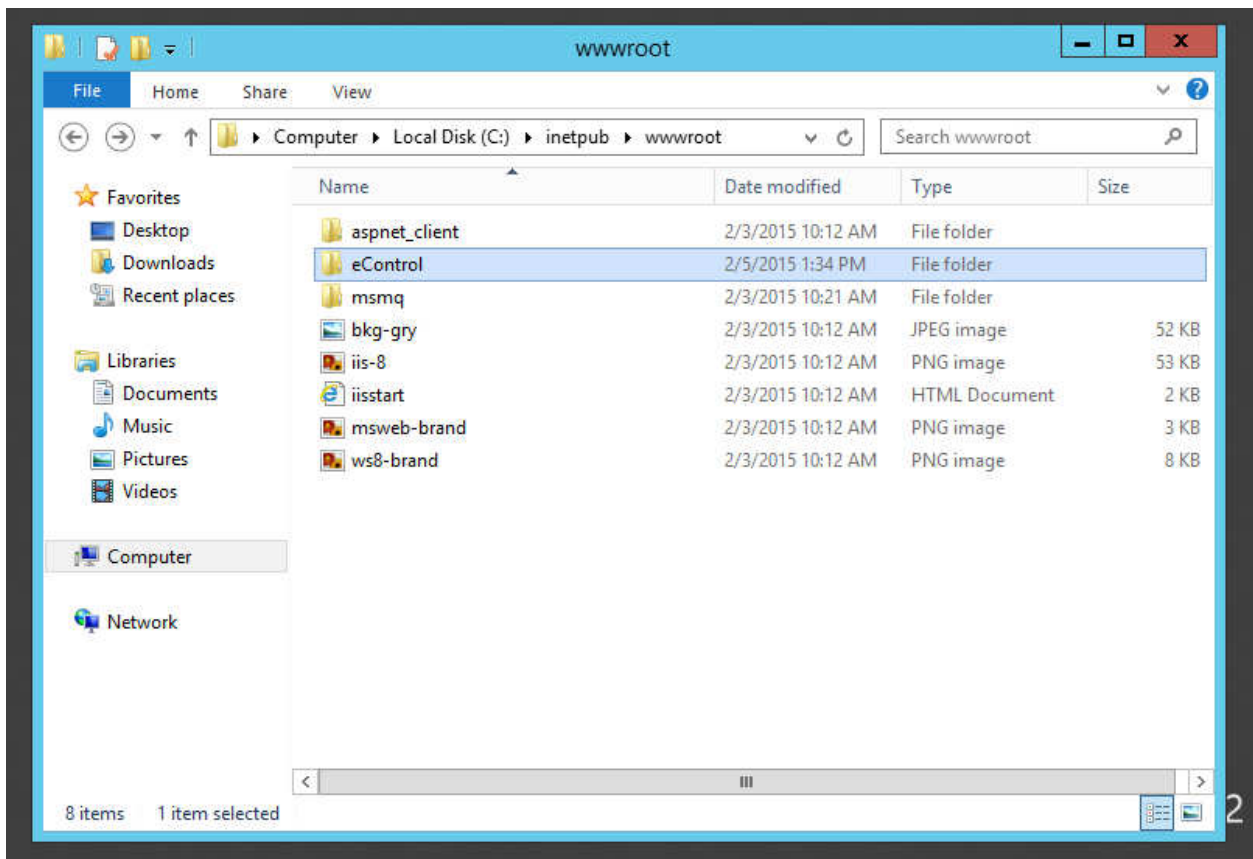 wwwroot
File Home Share View
Computer Local Disk (C:) inetpub wwwroot Search wwwroot
Favorites
Desktop
Downloads
Recent places
Libraries
Documents
Music
Pictures
Videos
Computer
Network
Name Date modified Type Size
aspnet_client 2/3/2015 10:12 AM File folder
eControl 2/5/2015 1:34 PM File folder
msmq 2/3/2015 10:21 AM File folder
bkg-gry 2/3/2015 10:12 AM JPEG image 52 KB
iis-8 2/3/2015 10:12 AM PNG image 53 KB
iisstart 2/3/2015 10:12 AM HTML Document 2 KB
msweb-brand 2/3/2015 10:12 AM PNG image 3 KB
ws8-brand 2/3/2015 10:12 AM PNG image 8 KB
8 items 1 item selected
2